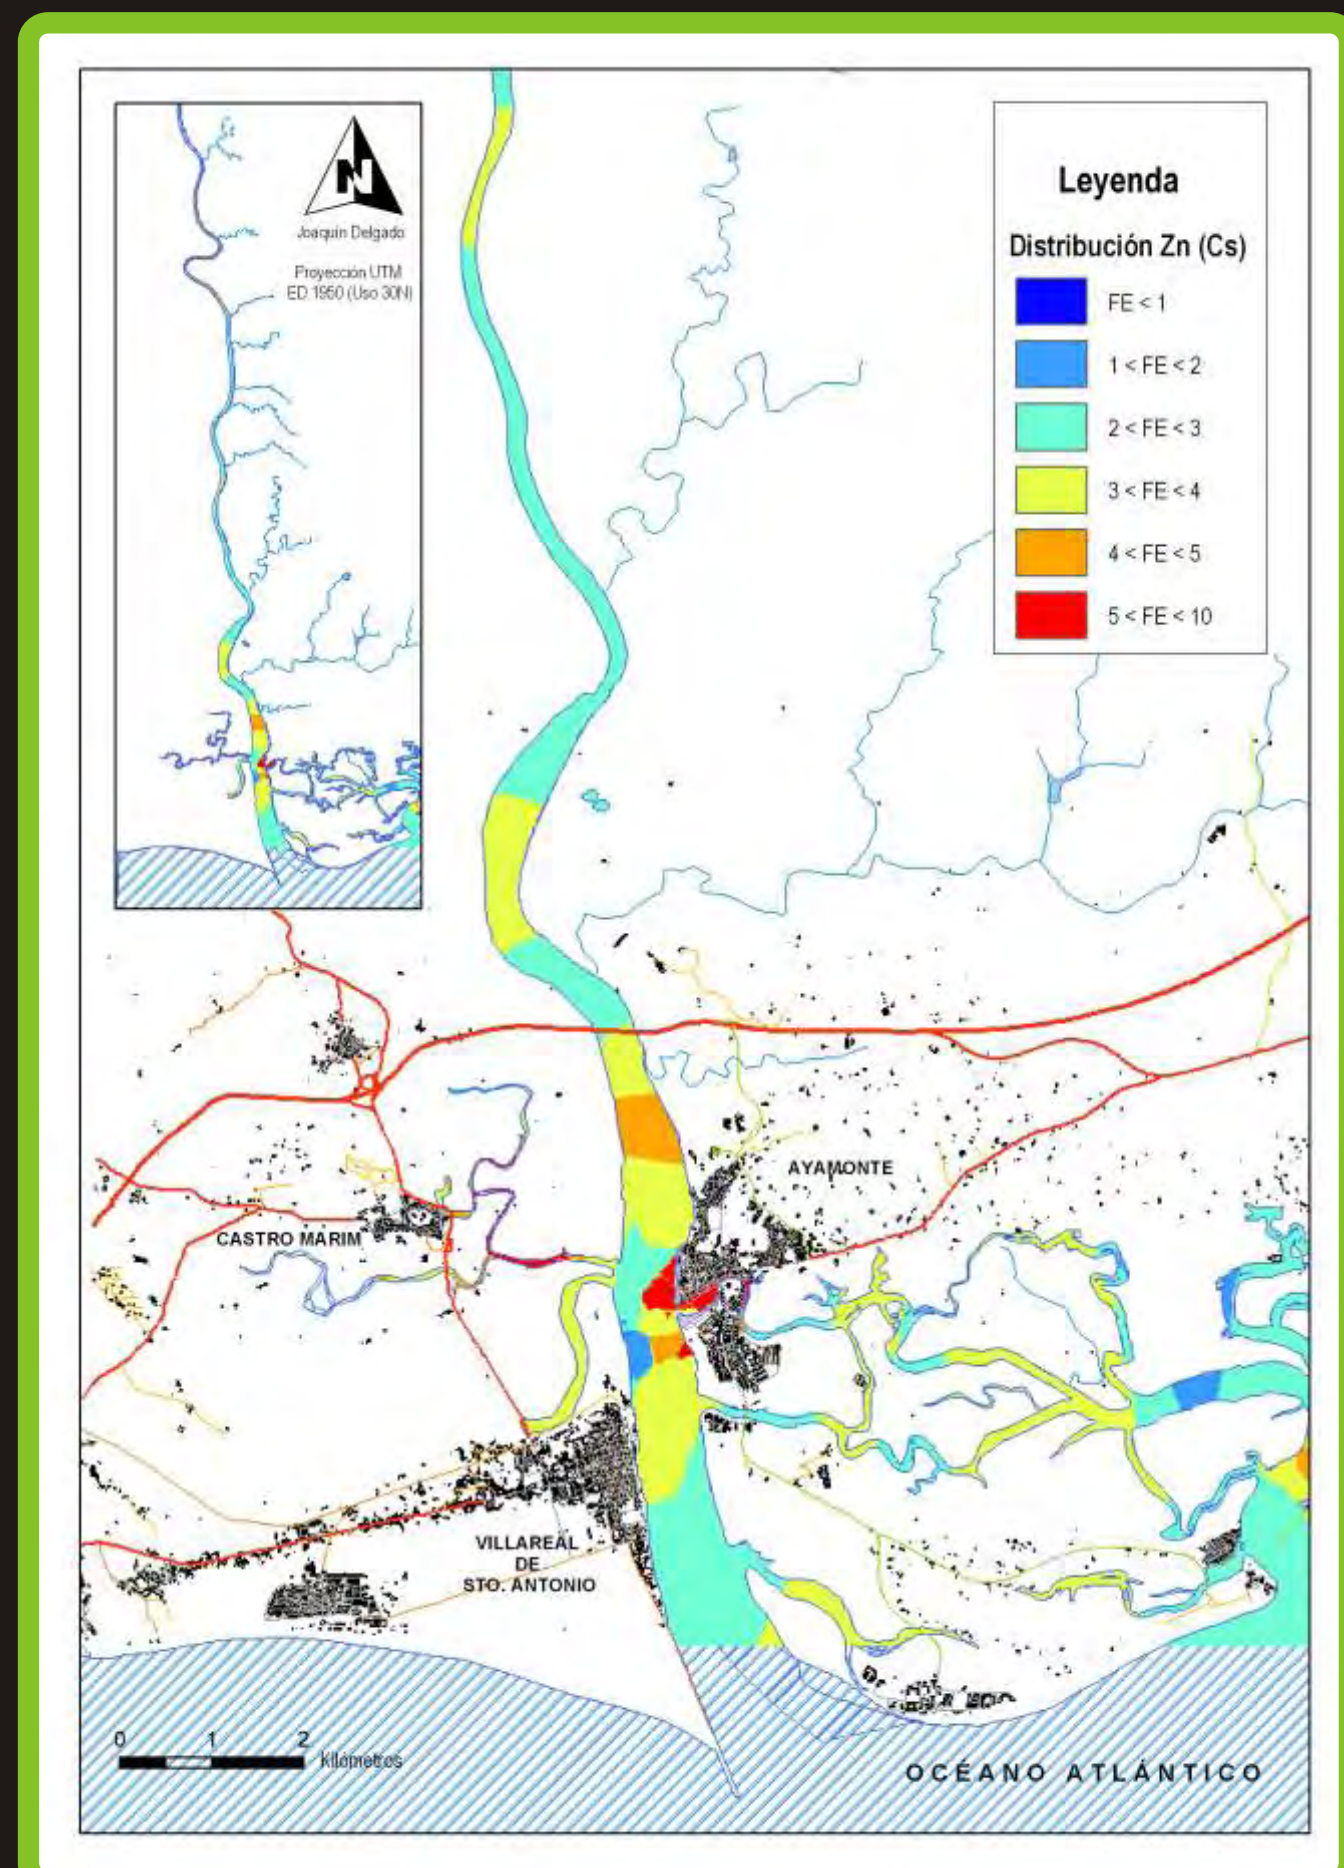 N
Joaquín Delgado
Proyección UTM
ED 1950 (Uso 30N)
Leyenda
Distribución Zn (Cs)
FE < 1
1 < FE < 2
2 < FE < 3
3 < FE < 4
4 < FE < 5
5 < FE < 10
AYAMONTE
CASTRO MARIM
VILLAREAL
DE
STO. ANTONIO
0 1 2
Kilómetros
OCÉANO ATLÁNTICO